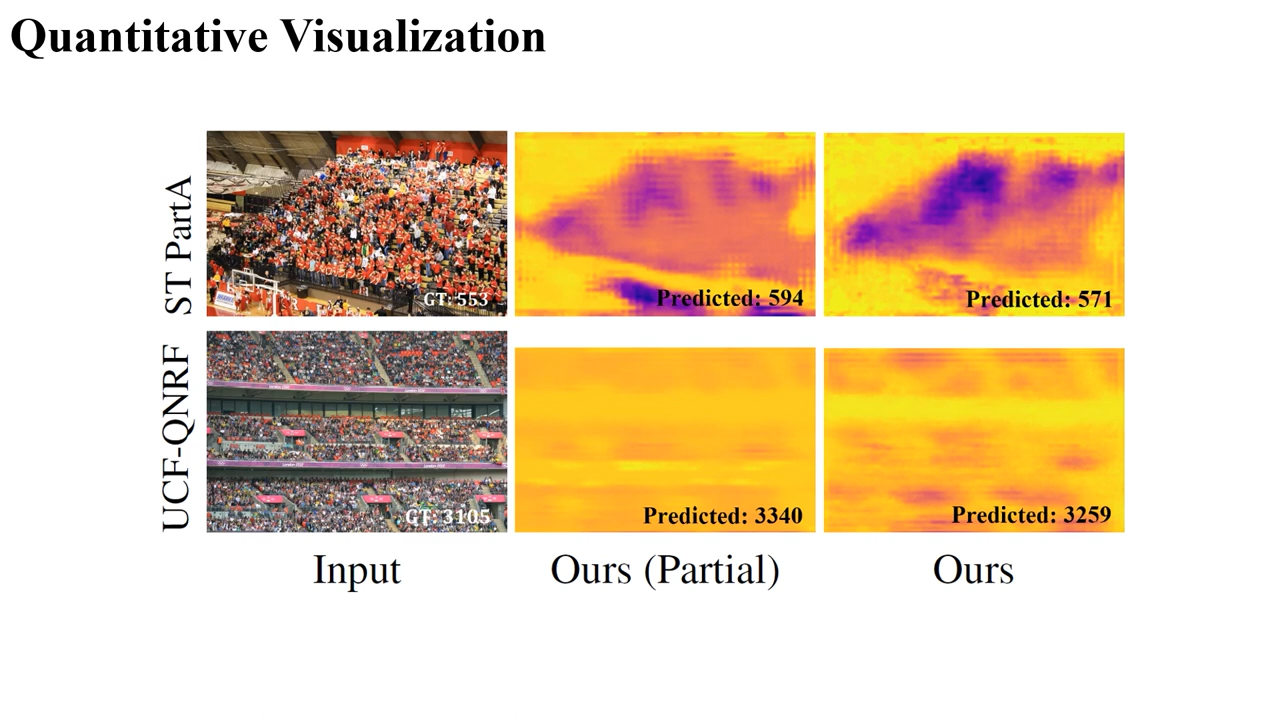 Quantitative Visualization
ST PartA
GT: 553
Predicted: 594
Predicted: 571
UCF-QNRF
GT: 3105
Predicted: 3340
Predicted: 3259
Input
Ours (Partial)
Ours